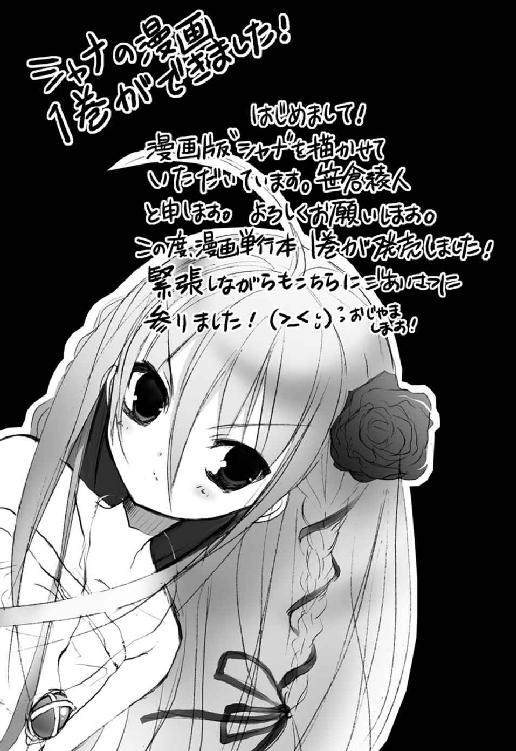 シャナの漫画
1巻ができました!
はじめまして!
漫画版"シャナ"を描かせて
いただいています。笹倉綾人
と申します。よろしくお願いします。
この度、漫画単行本1巻が発売しました!
緊張しながらもこちらにごあいさつに
参りました!(>_<;)
おじゃま
しまあ!